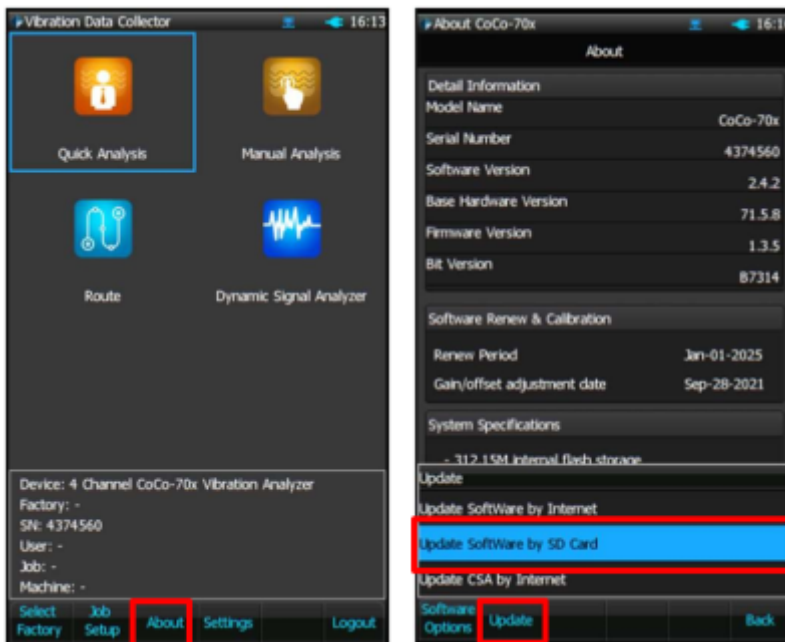 Vibration Data Collector 16:13
Quick Analysis Manual Analysis
Route Dynamic Signal Analyzer
Device: 4 Channel CoCo-70x Vibration Analyzer
Factory: -
SN: 4374560
User: -
Job: -
Machine: -
Select Factory Job Setup About Settings Logout
About CoCo-70x
About
Detail Information
Model Name
CoCo-70x
Serial Number
4374560
Software Version
2.4.2
Base Hardware Version
71.5.8
Firmware Version
1.3.5
Bit Version
B7314
Software Renew & Calibration
Renew Period Jan-01-2025
Gain/offset adjustment date Sep-28-2021
System Specifications
- 312.15M internal flash storage
Update
Update SoftWare by Internet
Update SoftWare by SD Card
Update CSA by Internet
Software Options Update Back